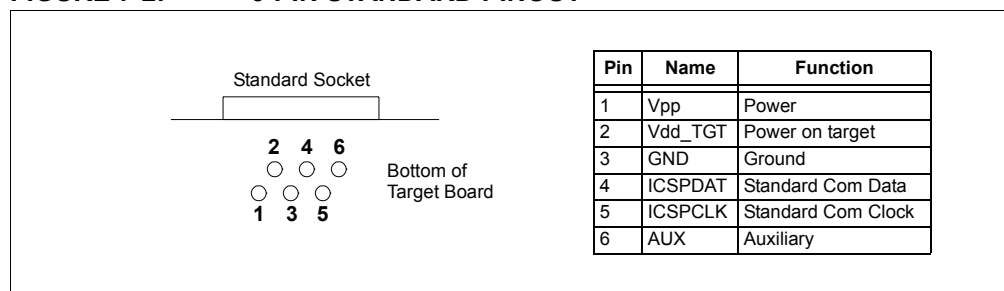 Standard Socket
2 4 6
Bottom of
Target Board
1 3 5
Pin Name Function
1 Vpp Power
2 Vdd_TGT Power on target
3 GND Ground
4 ICSPDAT Standard Com Data
5 ICSPCLK Standard Com Clock
6 AUX Auxiliary